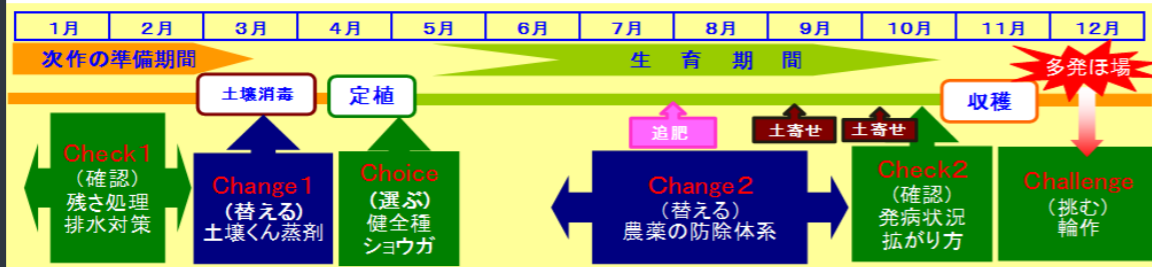 1月 2月 3月 4月 5月 6月 7月 8月 9月 10月 11月 12月
次作の準備期間
生育期間
多発ほ場
土壌消毒
定植
収穫
追肥
土寄せ
土寄せ
Check1
(確認)
残さ処理
排水対策
Change1
(替える)
土壌くん蒸剤
Choice
(選ぶ)
健全種
ショウガ
Change2
(替える)
農薬の防除体系
Check2
(確認)
発病状況
拡がり方
Challenge
(挑む)
輪作